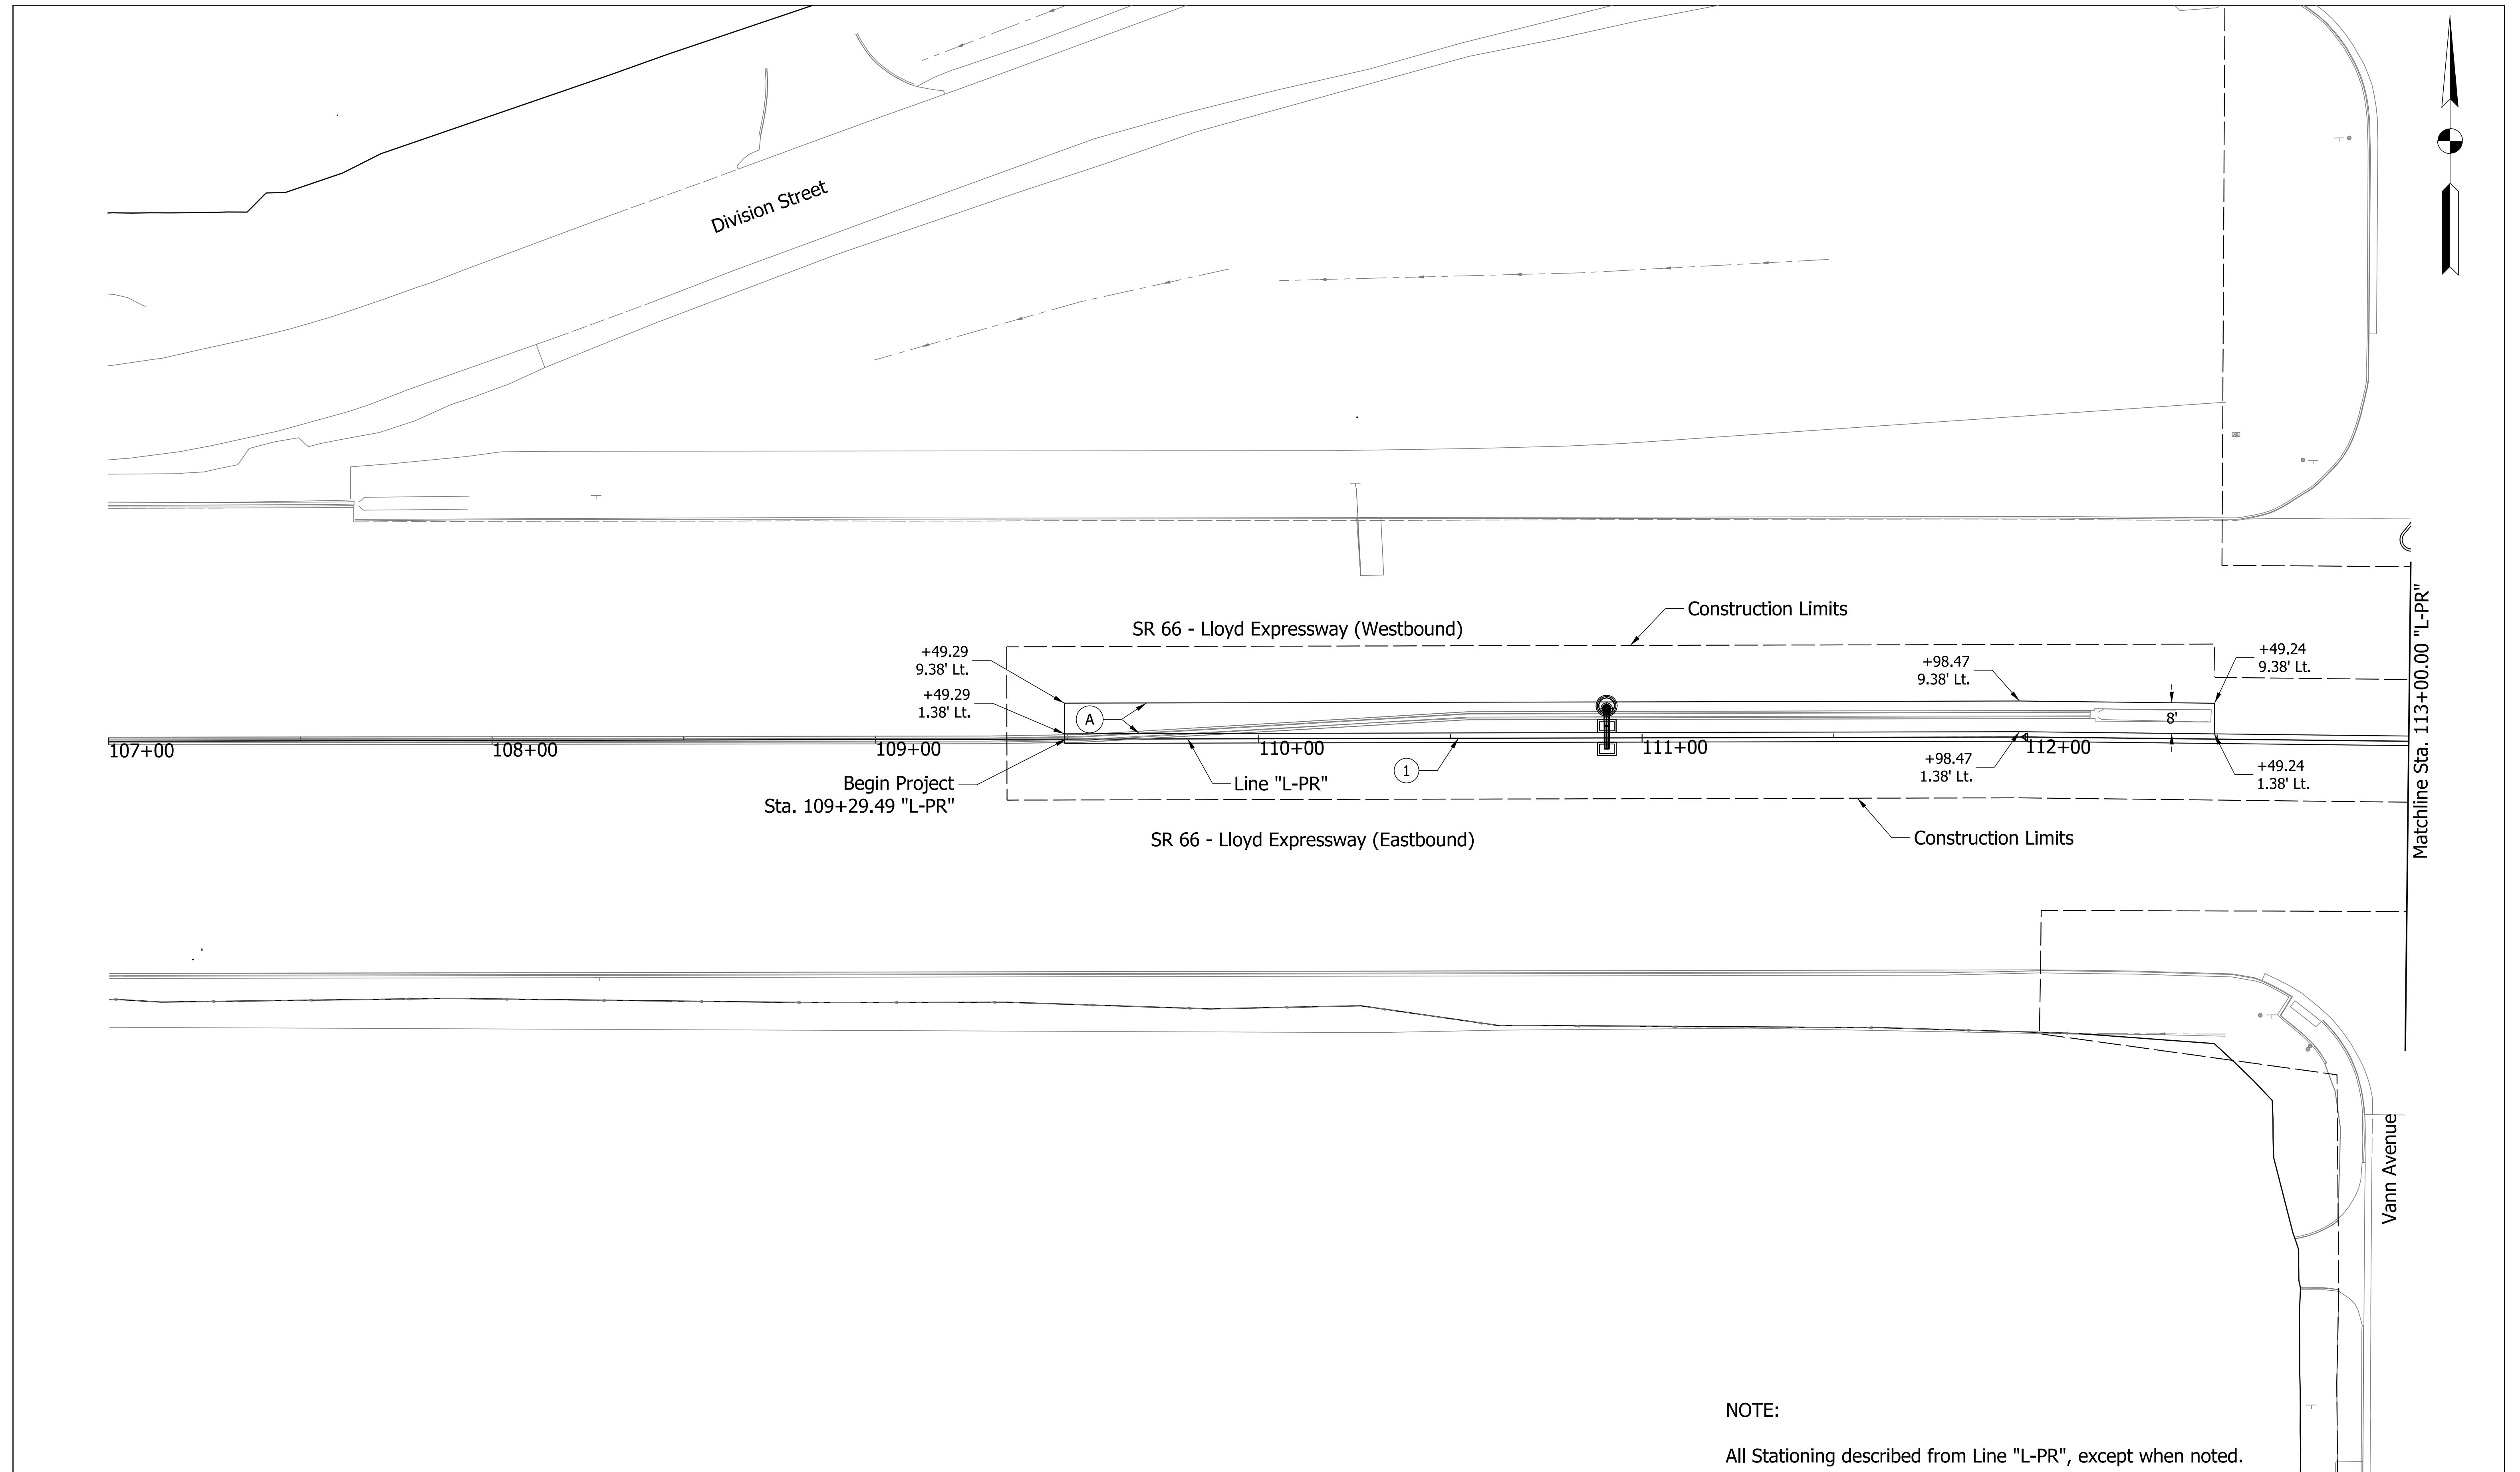 Division Street
Construction Limits
SR 66 - Lloyd Expressway (Westbound)
+49.29
9.38' Lt.
+98.47
9.38' Lt.
+49.24
9.38' Lt.
+49.29
1.38' Lt.
A
8'
107+00
108+00
109+00
110+00
111+00
112+00
Begin Project
Sta. 109+29.49 "L-PR"
Line "L-PR"
1
+98.47
1.38' Lt.
+49.24
1.38' Lt.
Matchline Sta. 113+00.00 "L-PR"
SR 66 - Lloyd Expressway (Eastbound)
Construction Limits
Vann Avenue
NOTE:
All Stationing described from Line "L-PR", except when noted.